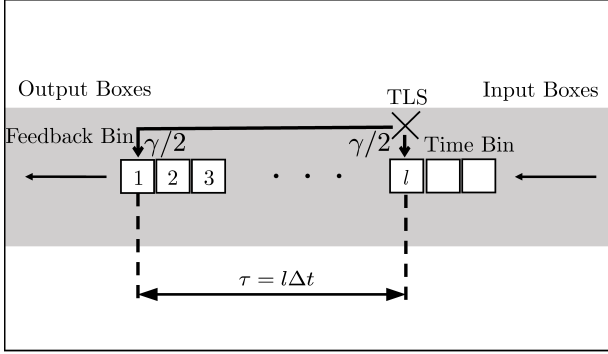 Output Boxes
TLS
Input Boxes
Feedback Bin
γ/2
γ/2
Time Bin
1 2 3 · · · l
τ = lΔt